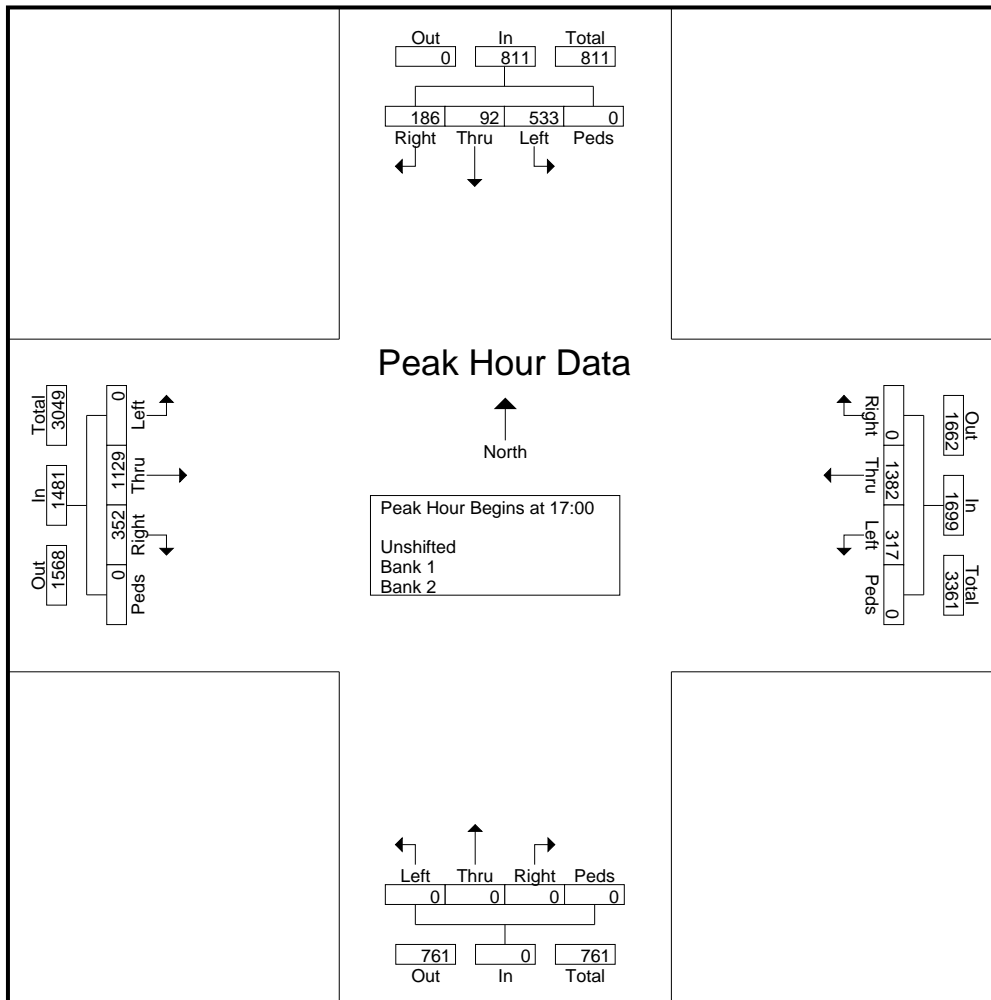 Out In Total
0 811 811
186 92 533 0
Right Thru Left Peds
Peak Hour Data
North
Peak Hour Begins at 17:00
Unshifted
Bank 1
Bank 2
Total In Out
3049 1481 1568
0 1129 352 0
Left Thru Right Peds
Out In Total
1662 1699 3361
0 1382 317 0
Right Thru Left Peds
Left Thru Right Peds
0 0 0 0
761 0 761
Out In Total